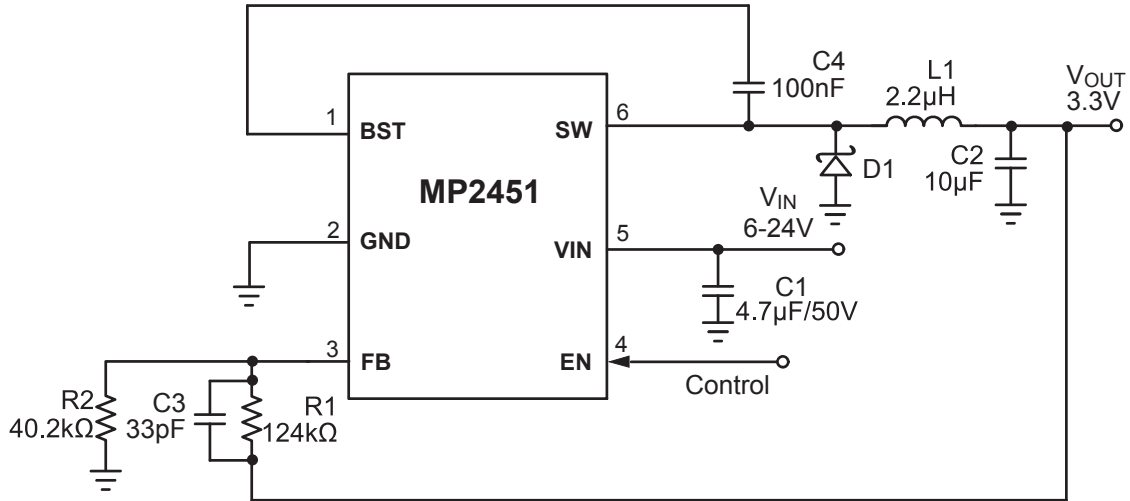 C4
100nF
L1
2.2µH
VOUT
3.3V
1
BST
SW
6
C2
10µF
D1
MP2451
VIN
6-24V
2
GND
VIN
5
C1
4.7µF/50V
3
FB
EN
4
Control
R2
40.2kΩ
C3
33pF
R1
124kΩ